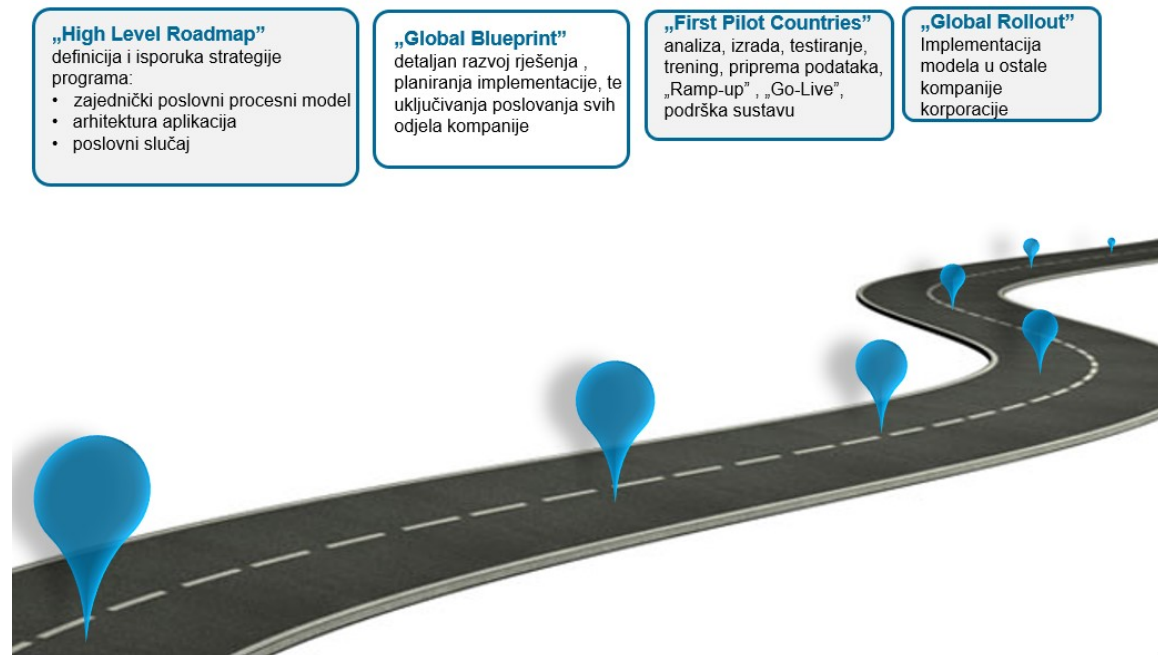 „High Level Roadmap”
definicija i isporuka strategije
programa:
• zajednički poslovni procesni model
• arhitektura aplikacija
• poslovni slučaj
„Global Blueprint”
detaljan razvoj rješenja ,
planiranja implementacije, te
uključivanja poslovanja svih
odjela kompanije
„First Pilot Countries”
analiza, izrada, testiranje,
trening, priprema podataka,
„Ramp-up” , „Go-Live”,
podrška sustavu
„Global Rollout”
Implementacija
modela u ostale
kompanije
korporacije